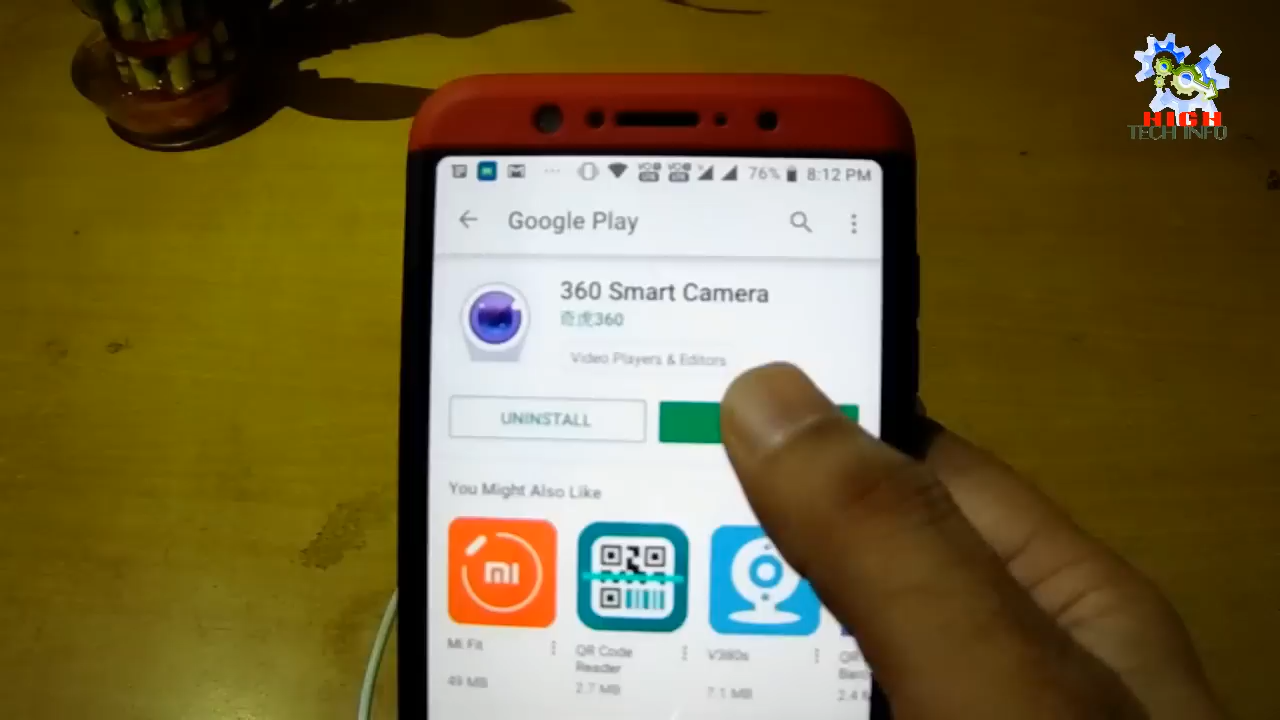 HIGH
TECH INFO
76% 8:12 PM
Google Play
360 Smart Camera
奇虎360
Video Players & Editors
UNINSTALL
You Might Also Like
mi
Mi Fit
49 MB
QR Code
Reader
2.7 MB
V380s
7.1 MB
QR
2.4 M